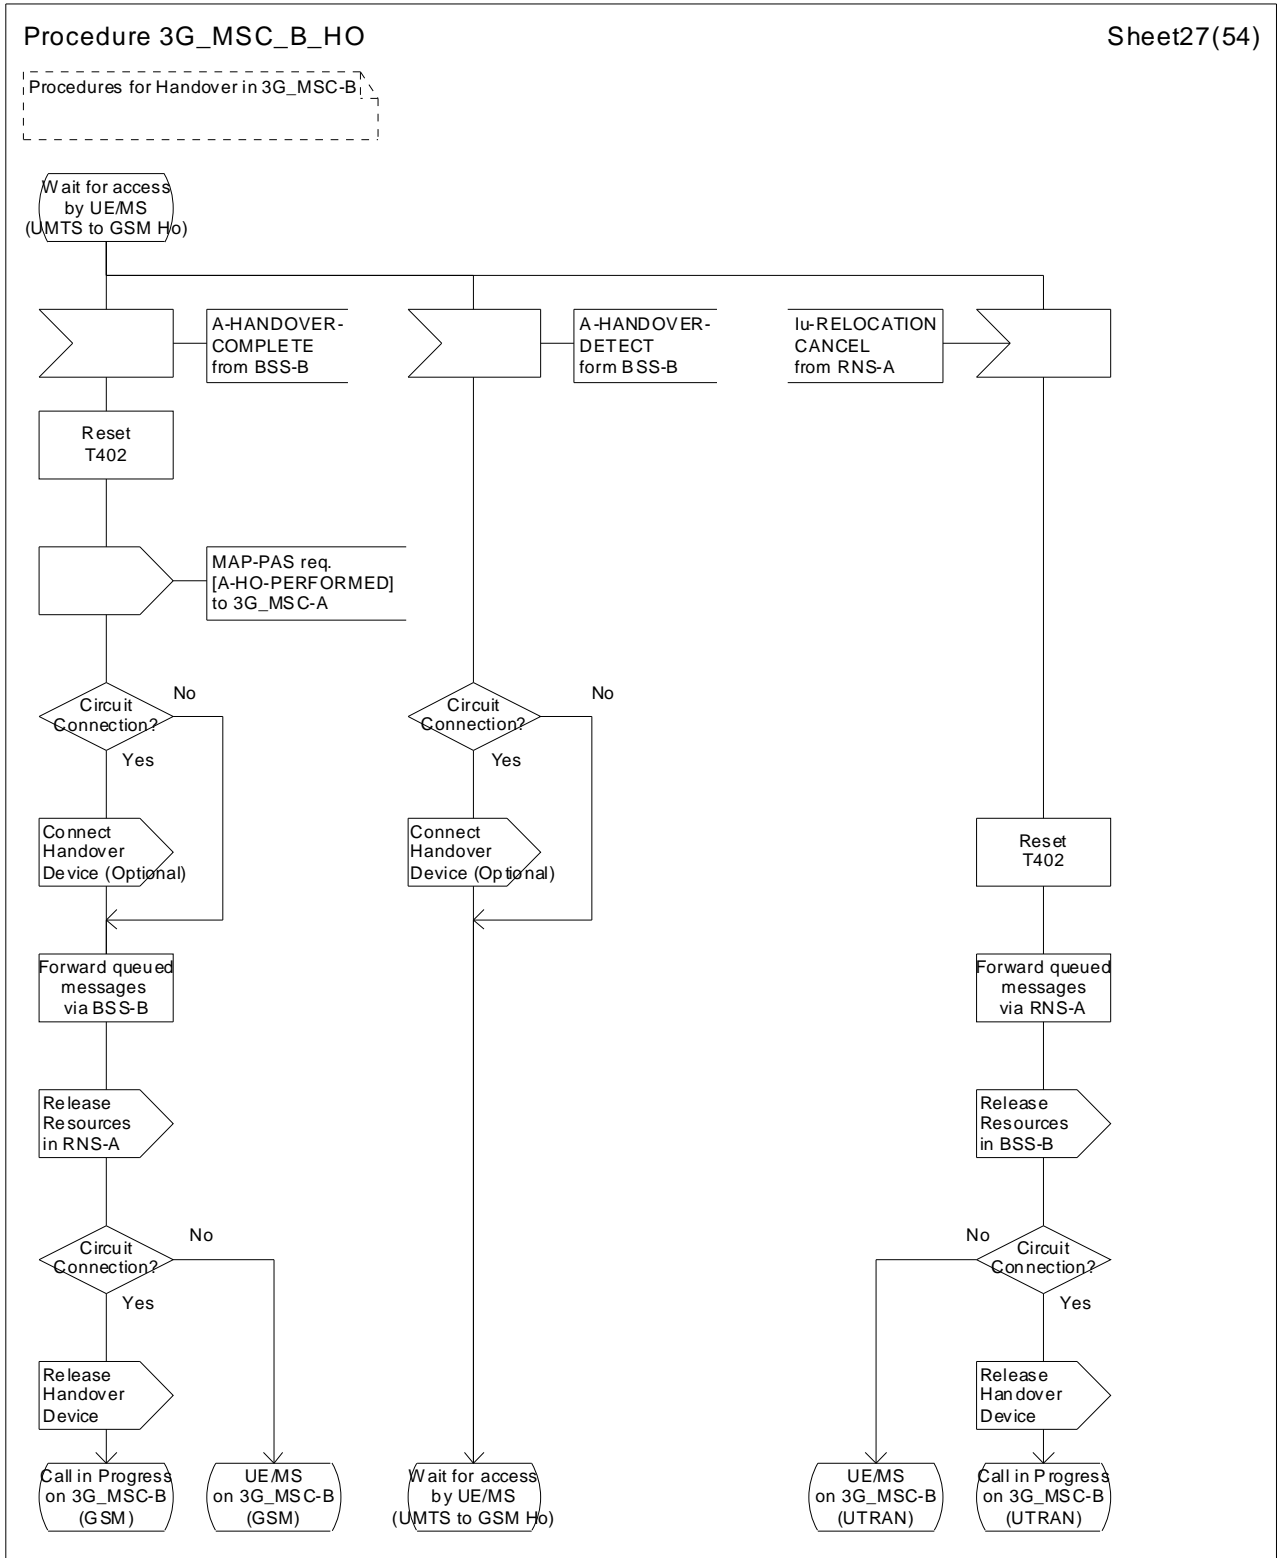 Procedure 3G_MSC_B_HO
Sheet27(54)
Procedures for Handover in 3G_MSC-B
Wait for access
by UE/MS
(UMTS to GSM Ho)
A-HANDOVER-
COMPLETE
from BSS-B
A-HANDOVER-
DETECT
form BSS-B
Iu-RELOCATION
CANCEL
from RNS-A
Reset
T402
MAP-PAS req.
[A-HO-PERFORMED]
to 3G_MSC-A
Circuit
Connection?
No
Yes
Circuit
Connection?
No
Yes
Connect
Handover
Device (Optional)
Connect
Handover
Device (Optional)
Reset
T402
Forward queued
messages
via BSS-B
Forward queued
messages
via RNS-A
Release
Resources
in RNS-A
Release
Resources
in BSS-B
Circuit
Connection?
No
Yes
No
Circuit
Connection?
Yes
Release
Handover
Device
Release
Handover
Device
Call in Progress
on 3G_MSC-B
(GSM)
UE/MS
on 3G_MSC-B
(GSM)
Wait for access
by UE/MS
(UMTS to GSM Ho)
UE/MS
on 3G_MSC-B
(UTRAN)
Call in Progress
on 3G_MSC-B
(UTRAN)